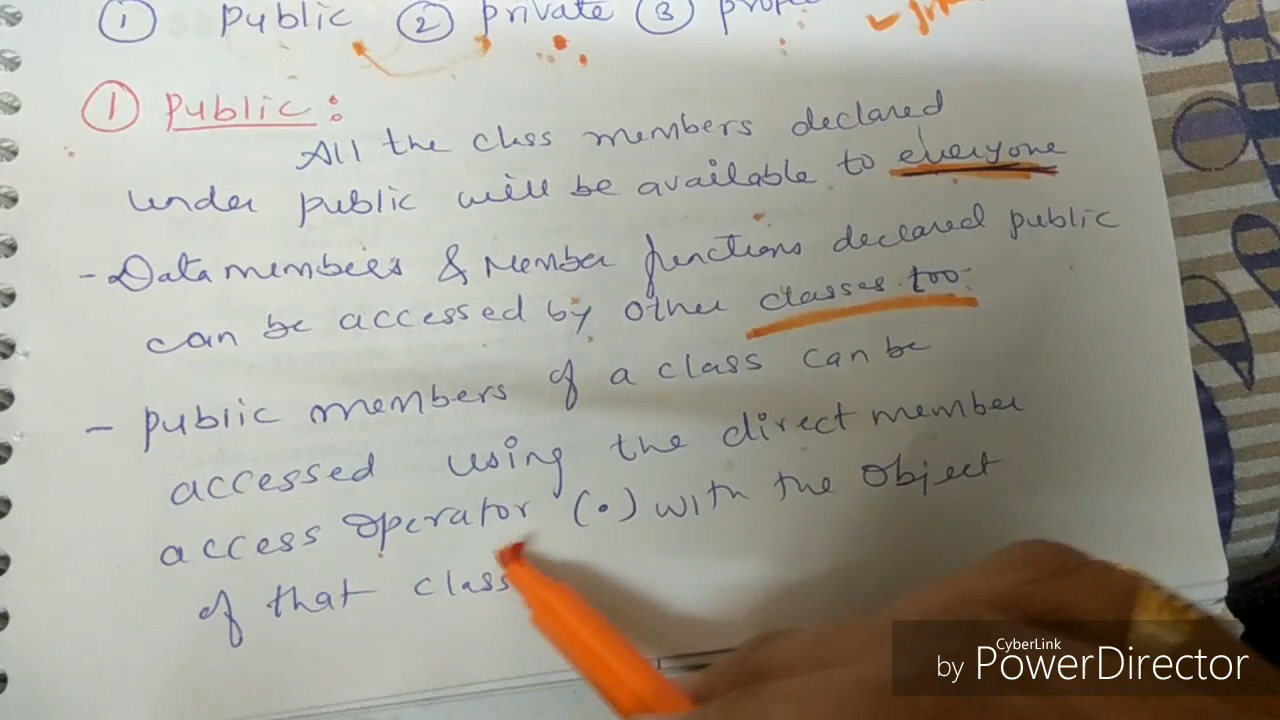 ① public ② private ③
① Public :
All the class members declared
under public will be available to everyone
- Data members & Member functions declared public
can be accessed by other classes too.
- public members of a class can be
accessed using the direct member
access operator (.) with the object
of that class
CyberLink
by PowerDirector